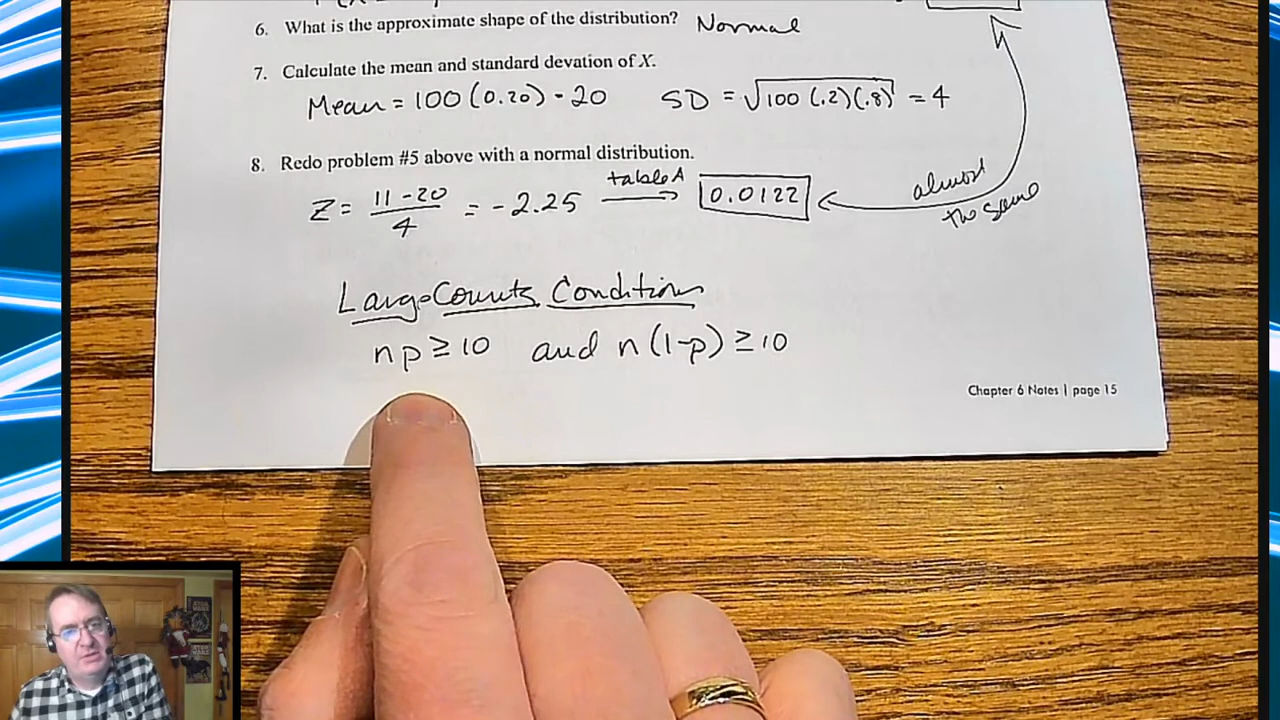 6. What is the approximate shape of the distribution? Normal
7. Calculate the mean and standard devation of X.
Mean = 100 (0.20) = 20 SD = √100 (.2)(.8) = 4
8. Redo problem #5 above with a normal distribution.
Z = 11-20 / 4 = -2.25 table A → 0.0122
almost
the same
Large Counts Condition
np ≥ 10 and n(1-p) ≥ 10
Chapter 6 Notes | page 15
STAR WARS